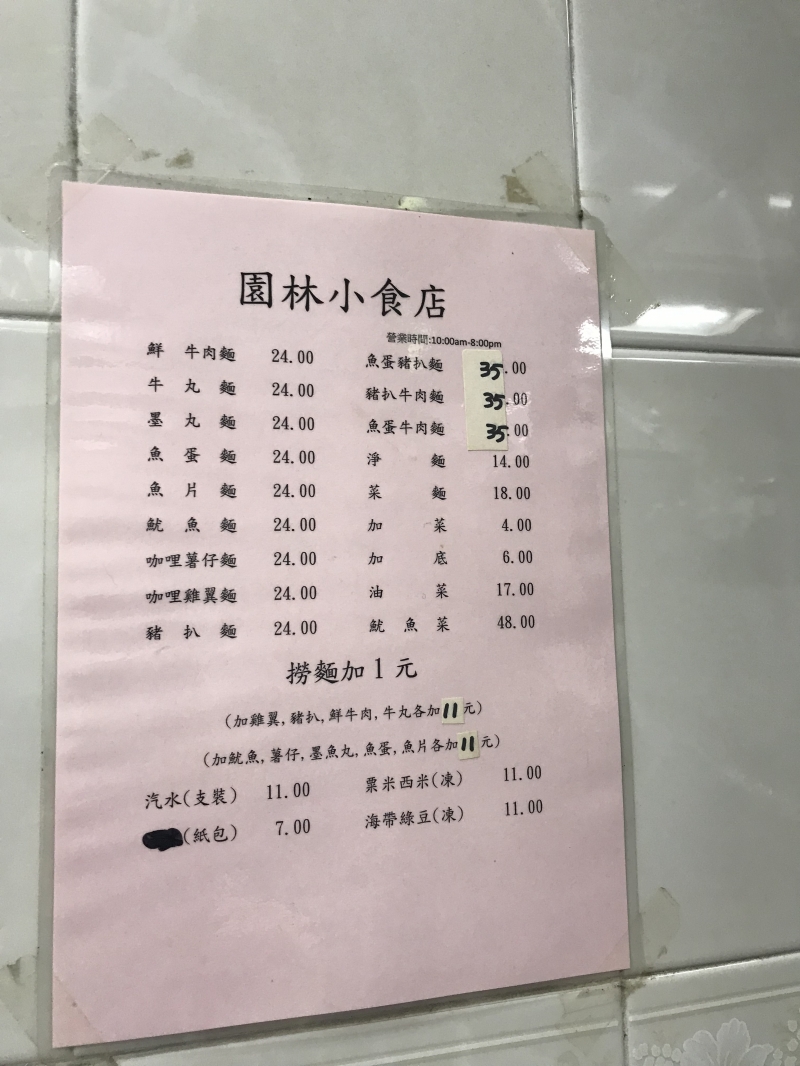 園林小食店
營業時間:10:00am-8:00pm
鮮牛肉麵 24.00 魚蛋豬扒麵 35.00
牛丸麵 24.00 豬扒牛肉麵 35.00
墨丸麵 24.00 魚蛋牛肉麵 35.00
魚蛋麵 24.00 淨麵 14.00
魚片麵 24.00 菜麵 18.00
魷魚麵 24.00 加菜 4.00
咖哩薯仔麵 24.00 加底 6.00
咖哩雞翼麵 24.00 油菜 17.00
豬扒麵 24.00 魷魚菜 48.00
撈麵加1元
(加雞翼,豬扒,鮮牛肉,牛丸各加11元)
(加魷魚,薯仔,墨魚丸,魚蛋,魚片各加11元)
汽水(支裝) 11.00 粟米西米(凍) 11.00
(紙包) 7.00 海帶綠豆(凍) 11.00